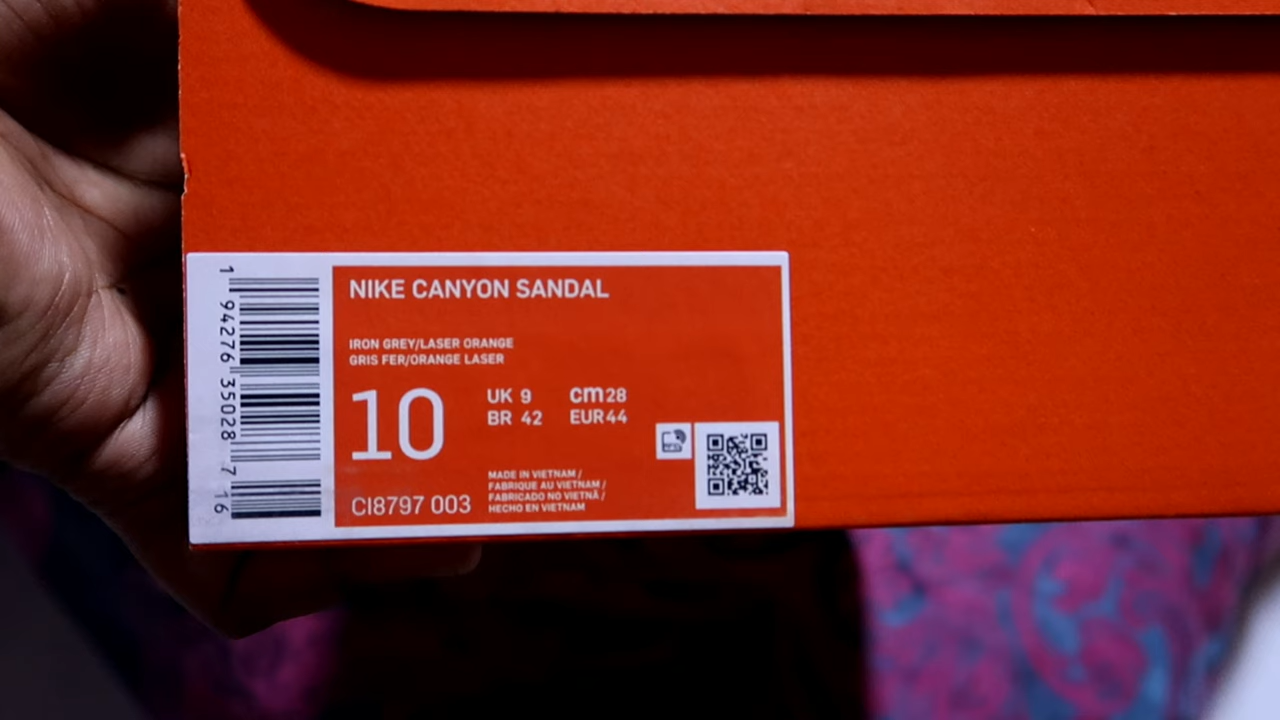 1 94276 35028 7 16
NIKE CANYON SANDAL
IRON GREY/LASER ORANGE
GRIS FER/ORANGE LASER
10
UK 9 cm 28
BR 42 EUR 44
CI8797 003
MADE IN VIETNAM /
FABRIQUE AU VIETNAM /
FABRICADO NO VIETNÃ /
HECHO EN VIETNAM